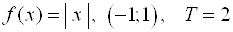 f(x) = | x |, (−1;1), T = 2